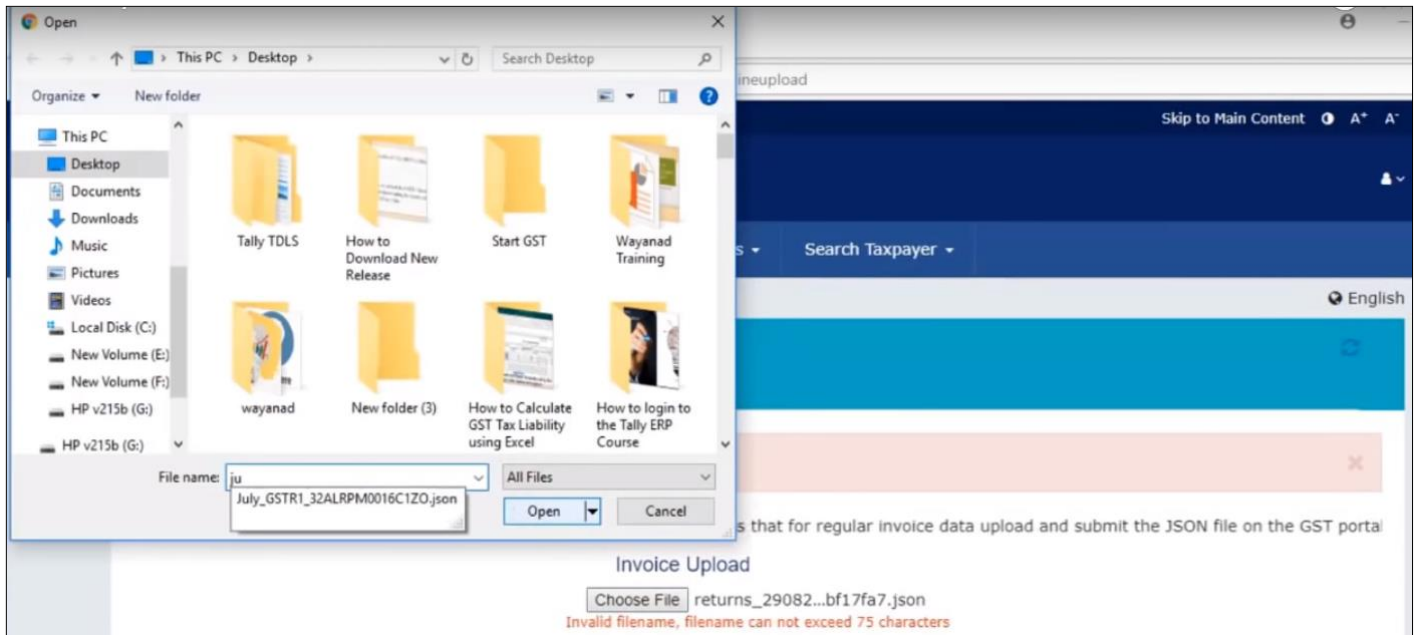 Open
This PC > Desktop >
Search Desktop
ineupload
Organize
New folder
Skip to Main Content A+ A-
This PC
Desktop
Documents
Downloads
Music
Pictures
Videos
Local Disk (C:)
New Volume (E:)
New Volume (F:)
HP v215b (G:)
HP v215b (G:)
Tally TDLS
How to
Download New
Release
Start GST
Wayanad
Training
wayanad
New folder (3)
How to Calculate
GST Tax Liability
using Excel
How to login to
the Tally ERP
Course
s
Search Taxpayer
English
File name: ju
All Files
July_GSTR1_32ALRPM0016C1ZO.json
Open
Cancel
s that for regular invoice data upload and submit the JSON file on the GST portal
Invoice Upload
Choose File returns_29082...bf17fa7.json
Invalid filename, filename can not exceed 75 characters